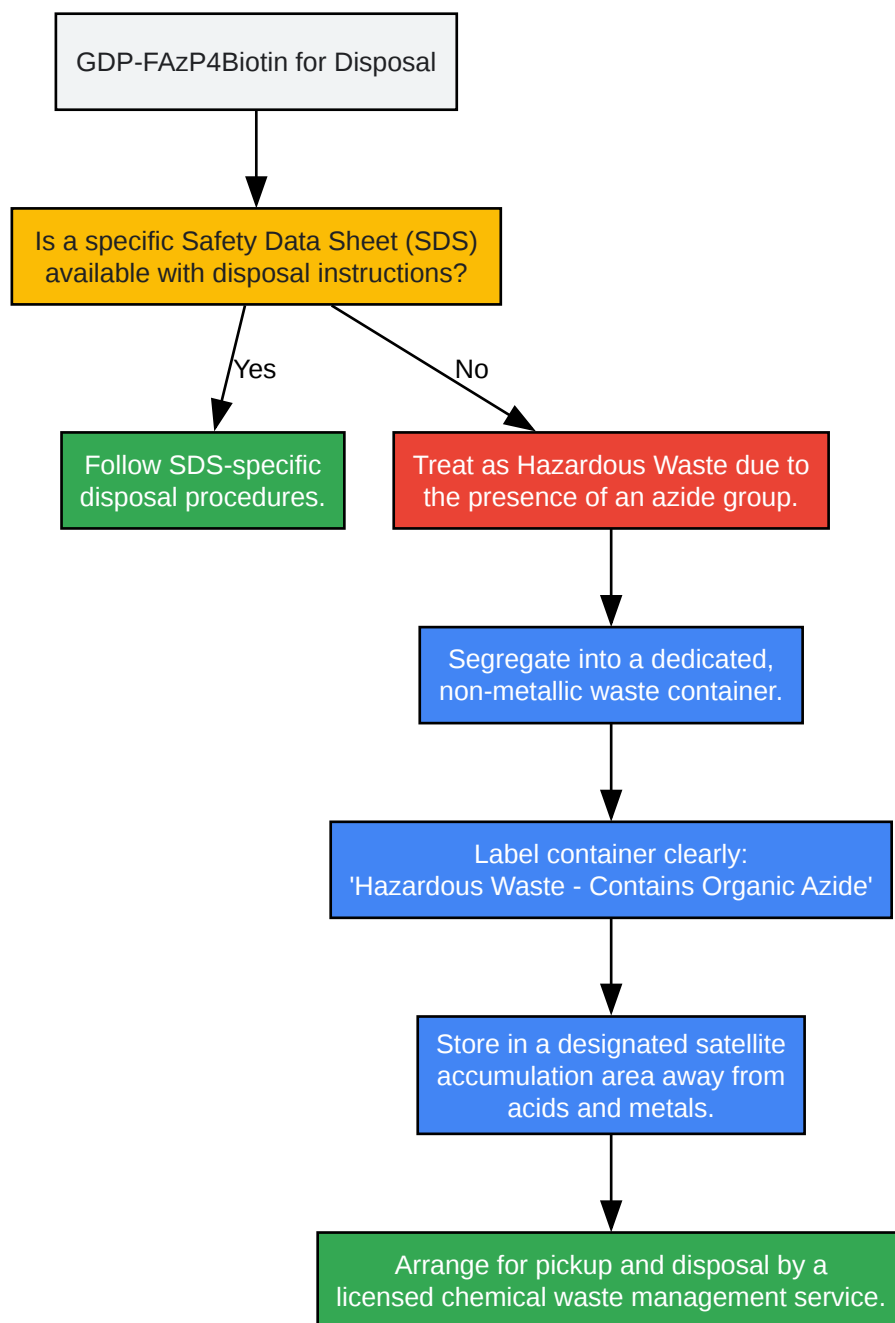 GDP-FAzP4Biotin for Disposal
Is a specific Safety Data Sheet (SDS)
available with disposal instructions?
Yes
No
Follow SDS-specific
disposal procedures.
Treat as Hazardous Waste due to
the presence of an azide group.
Segregate into a dedicated,
non-metallic waste container.
Label container clearly:
'Hazardous Waste - Contains Organic Azide'
Store in a designated satellite
accumulation area away from
acids and metals.
Arrange for pickup and disposal by a
licensed chemical waste management service.